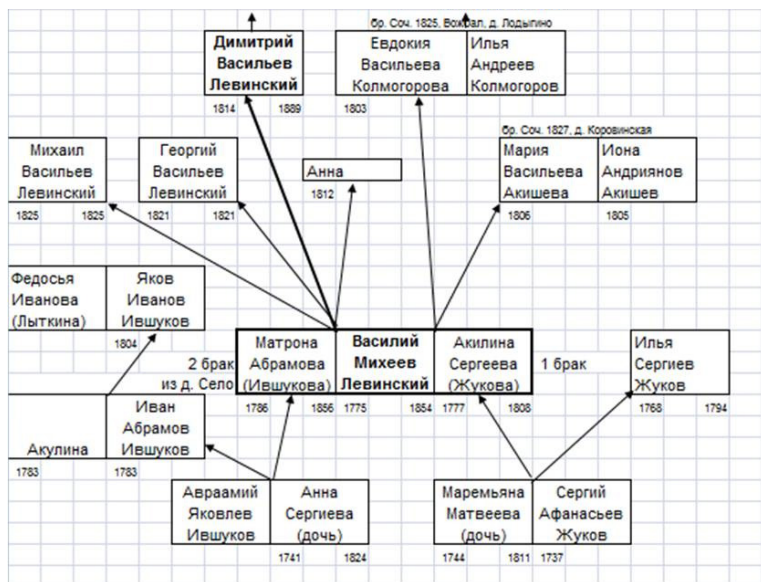 бр. Соч. 1825, Вожрал, д. Лодыгино
Димитрий
Васильев
Левинский
1814 1889
Евдокия
Васильева
Колмогорова
1803
Илья
Андреев
Колмогоров
Михаил
Васильев
Левинский
1825 1825
Георгий
Васильев
Левинский
1821 1821
Анна
1812
бр. Соч. 1827, д. Коровинская
Мария
Васильева
Акишева
1806
Иона
Андриянов
Акишев
1805
Федосья
Иванова
(Лыткина)
Яков
Иванов
Ившуков
1804
2 брак
из д. Село
Матрона
Абрамова
(Ившукова)
1786 1856
Василий
Михеев
Левинский
1775 1854
Акилина
Сергеева
(Жукова)
1777 1808
1 брак
Илья
Сергиев
Жуков
1768 1794
Акулина
1783
Иван
Абрамов
Ившуков
1783
Авраамий
Яковлев
Ившуков
Анна
Сергиева
(дочь)
1741 1824
Маремьяна
Матвеева
(дочь)
1744 1811
Сергий
Афанасьев
Жуков
1737